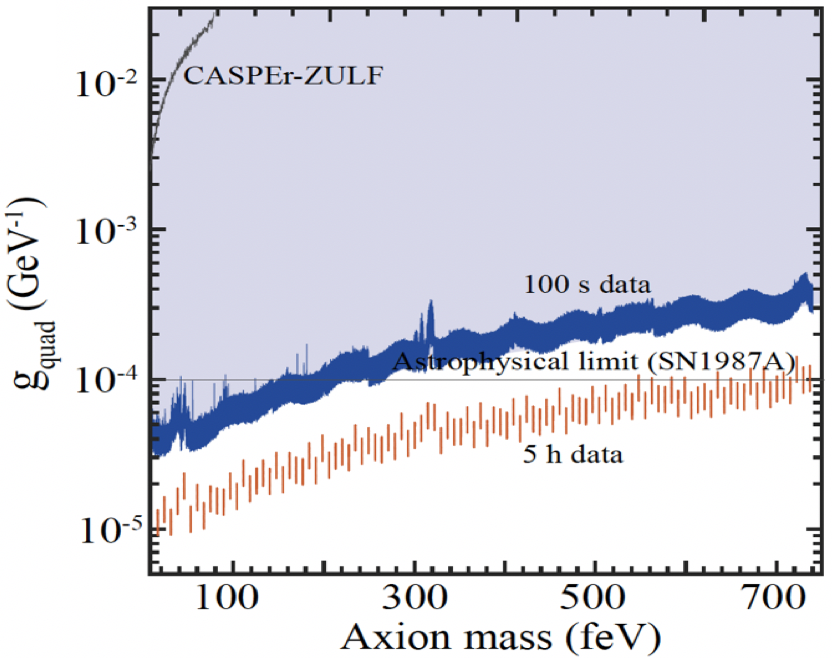 10-2
CASPEr-ZULF
10-3
gquad (GeV-1)
100 s data
Astrophysical limit (SN1987A)
10-4
5 h data
10-5
100 300 500 700
Axion mass (feV)